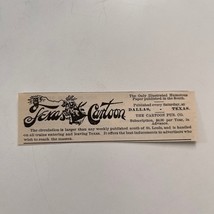 Texas Cartoon
The Only Illustrated Humorous
Paper published in the South.
Published every Saturday, at
DALLAS, TEXAS.
THE CARTOON PUB. CO.
Subscription, per Year, in
Advance.
The circulation is larger than any weekly published south of St. Louis, and is handled
on all trains entering and leaving Texas. It offers the best inducements to advertisers who
wish to reach the masses.